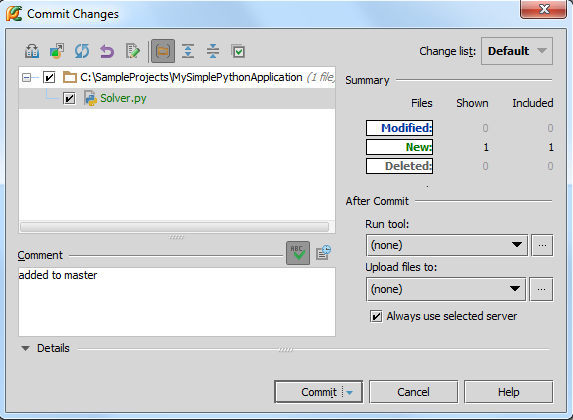 Commit Changes
Change list: Default
C:\SampleProjects\MySimplePythonApplication (1 file)
Solver.py
Summary
Files Shown Included
Modified: 0 0
New: 1 1
Deleted: 0 0
After Commit
Run tool:
(none) ...
Upload files to:
(none) ...
Always use selected server
Comment
ABC
added to master
Details
Commit Cancel Help